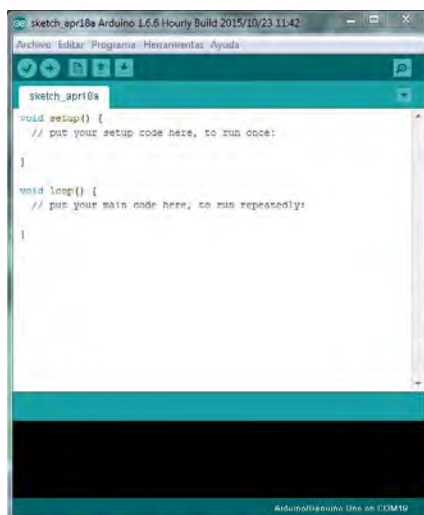 sketch_apr18a Arduino 1.6.6 Hourly Build 2015/10/23 11:42
Archivo Editar Programa Herramientas Ayuda
sketch_apr18a
void setup() {
// put your setup code here, to run once:
}
void loop() {
// put your main code here, to run repeatedly:
}
Arduino/Genuino Uno on COM19